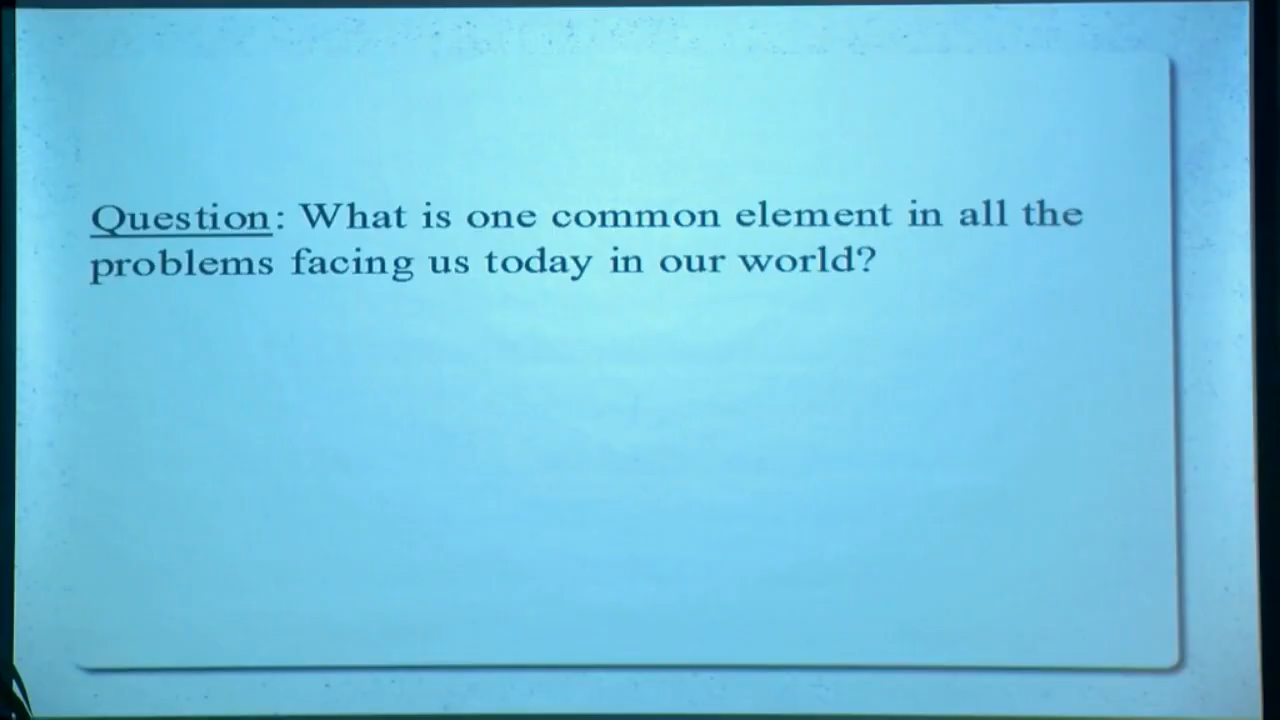 Question: What is one common element in all the
problems facing us today in our world?